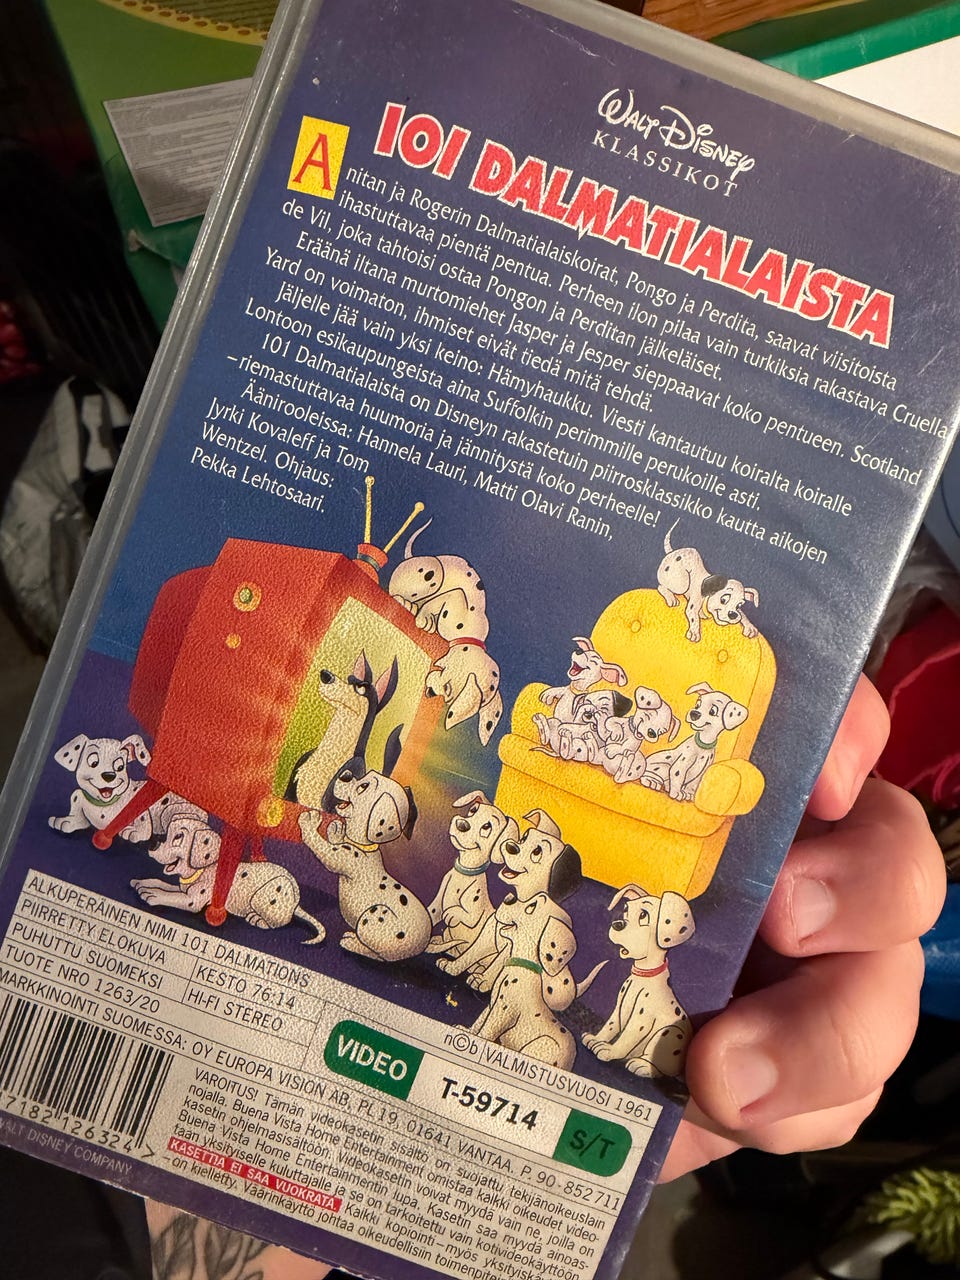 WALT DISNEY
KLASSIKOT
101 DALMATIALAISTA
Anitan ja Rogerin Dalmatialaiskoirat, Pongo ja Perdita, saavat viisitoista
ihastuttavaa pientä pentua. Perheen ilon pilaa vain turkiksia rakastava Cruella
de Vil, joka tahtoisi ostaa Pongon ja Perditan jälkeläiset.
Eräänä iltana murtomiehet Jasper ja Jesper sieppaavat koko pentueen. Scotland
Yard on voimaton, ihmiset eivät tiedä mitä tehdä.
Jäljelle jää vain yksi keino: Hämyhaukku. Viesti kantautuu koiralta koiralle
Lontoon esikaupungeista aina Suffolkin perimmille perukoille asti.
101 Dalmatialaista on Disneyn rakastetuin piirrosklassikko kautta aikojen
–riemastuttavaa huumoria ja jännitystä koko perheelle!
Äänirooleissa: Hannela Lauri, Matti Olavi Ranin,
Jyrki Kovaleff ja Tom
Wentzel, Ohjaus:
Pekka Lehtosaari.
ALKUPERÄINEN NIMI 101 DALMATIONS
PIIRRETTY ELOKUVA KESTO 76:14
PUHUTTU SUOMEKSI HI-FI STEREO
TUOTE NRO 1263/20
n©b VALMISTUSVUOSI 1961
MARKKINOINTI SUOMESSA: OY EUROPA VISION AB, PL 19, 01641 VANTAA. P. 90-852711
VIDEO T-59714 S/T
7182 126324 >
WALT DISNEY COMPANY
VAROITUS! Tämän videokasetin sisältö on suojattu tekijänoikeuslain
nojalla. Buena Vista Home Entertainment omistaa kaikki oikeudet video-
kasetin ohjelmasisältöön. Videokasetin voivat myydä vain ne, joilla on
Buena Vista Home Entertainmentin lupa. Kasetin saa myydä ainoas-
taan yksityiselle kuluttajalle ja se on tarkoitettu vain kotivideokäyttöön
KASETTIA EI SAA VUOKRATA. Kaikki kopiointi–myös yksityiskä
– on kielletty. Väärinkäyttö johtaa oikeudellisiin toimenpitei